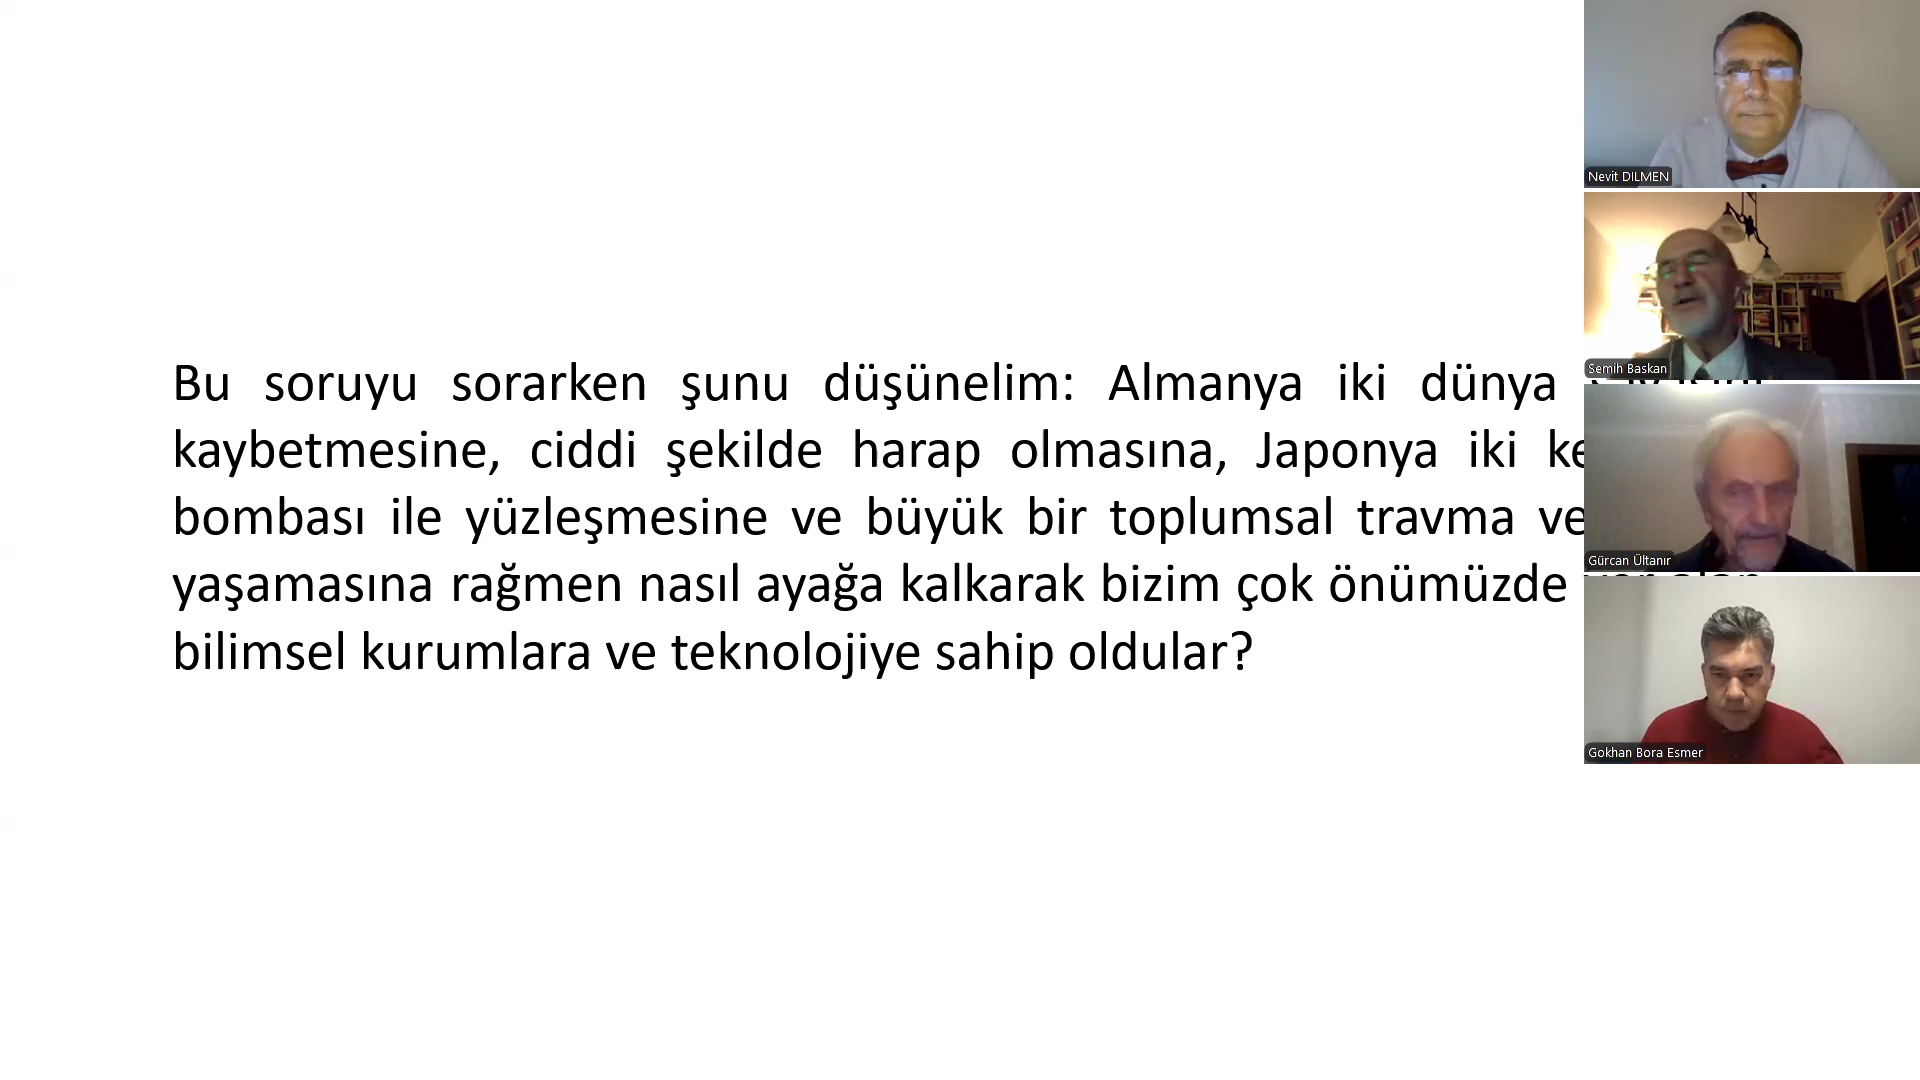 Bu soruyu sorarken şunu düşünelim: Almanya iki dünya
kaybetmesine, ciddi şekilde harap olmasına, Japonya iki
bombası ile yüzleşmesine ve büyük bir toplumsal travma
yaşamasına rağmen nasıl ayağa kalkarak bizim çok önümüzde
bilimsel kurumlara ve teknolojiye sahip oldular?
Nevit DILMEN
Semih Baskan
Gürcan Ültanır
Gokhan Bora Esmer